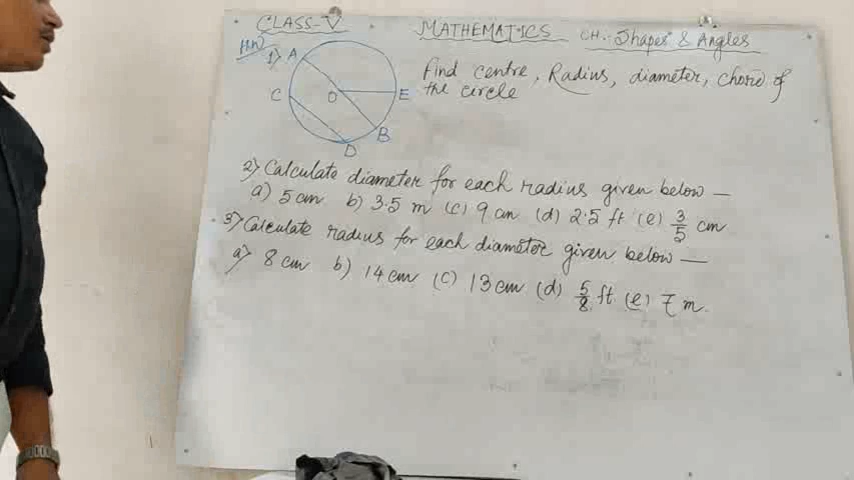 CLASS-V
MATHEMATICS CH.- Shapes & Angles
HW
1) A
C O E
B
D
Find centre, Radius, diameter, chord of
the circle
2) Calculate diameter for each radius given below —
a) 5 cm b) 3.5 m (c) 9 cm (d) 2.5 ft (e) 3/5 cm
3) Calculate radius for each diameter given below —
a) 8 cm b) 14 cm (c) 13 cm (d) 5/8 ft. (e) 7 m.